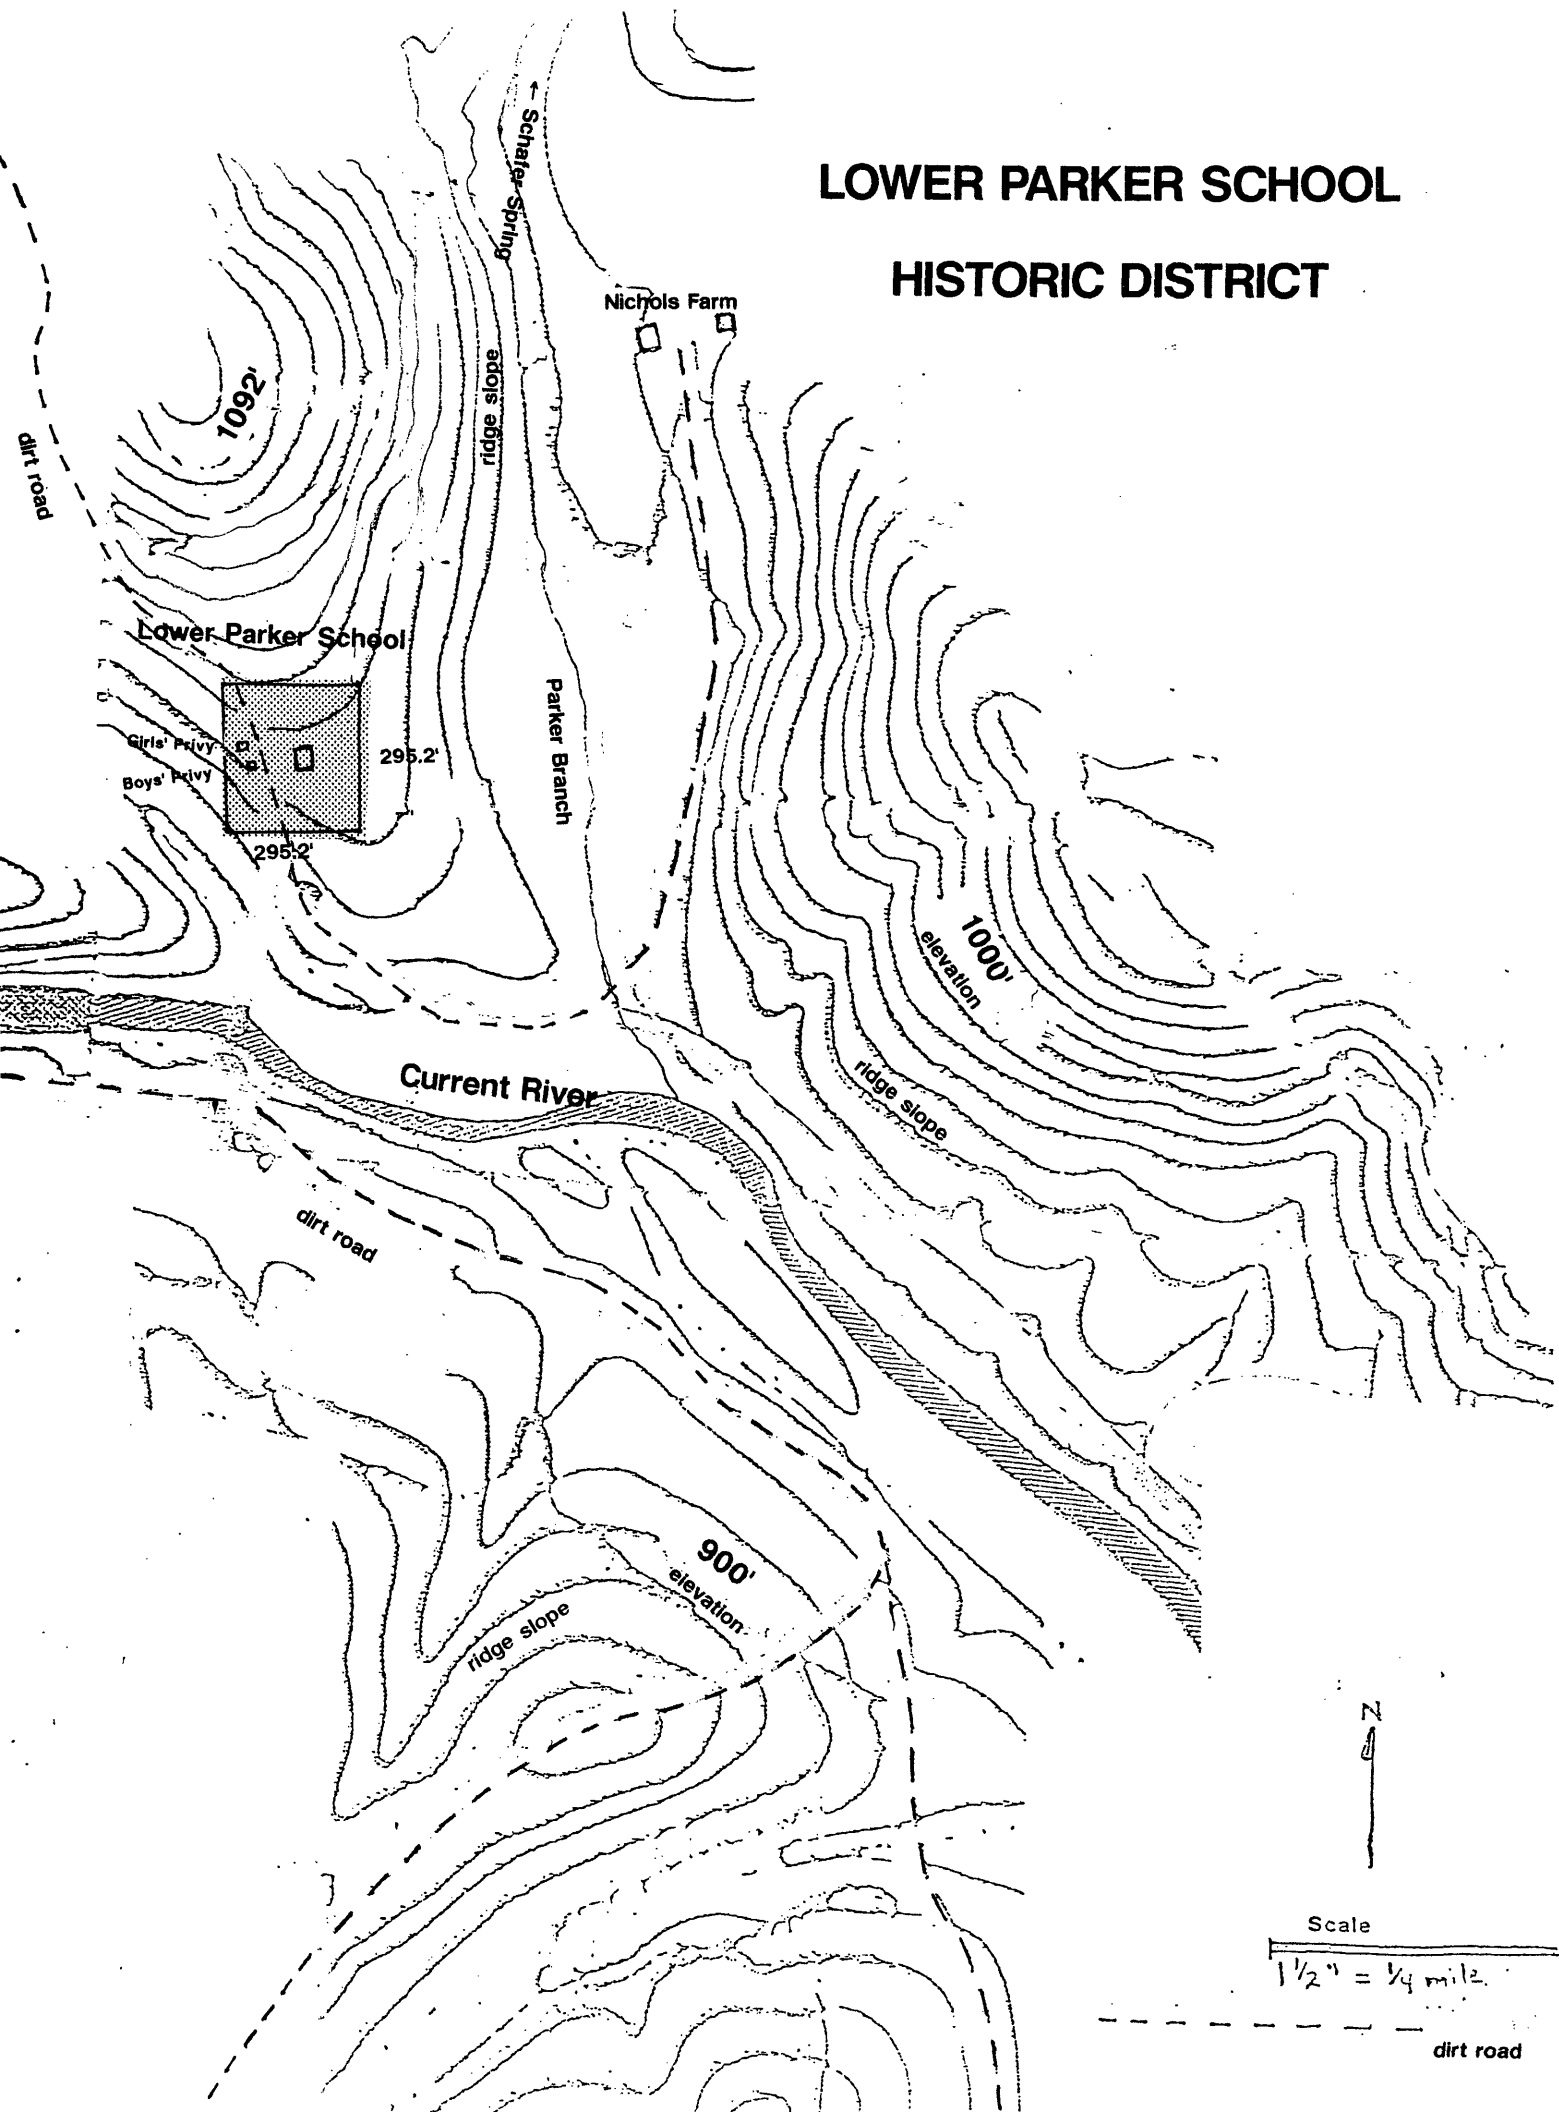 LOWER PARKER SCHOOL
HISTORIC DISTRICT
← Schafer Spring
Nichols Farm
ridge slope
1092'
dirt road
Lower Parker School
Girls' Privy
Boys' Privy
295.2'
295.2'
Parker Branch
1000'
elevation
ridge slope
Current River
dirt road
900'
elevation
ridge slope
N
Scale
1 1/2" = 1/4 mile.
dirt road